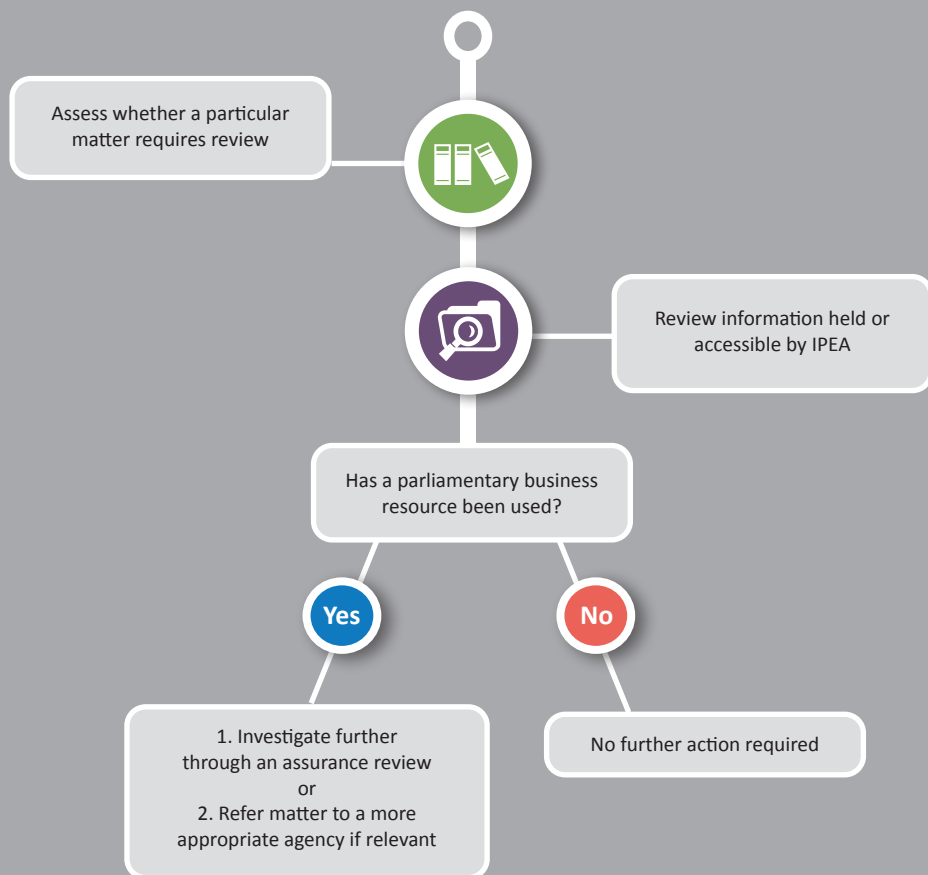 Assess whether a particular
matter requires review
Review information held or
accessible by IPEA
Has a parliamentary business
resource been used?
Yes
No
1. Investigate further
through an assurance review
or
2. Refer matter to a more
appropriate agency if relevant
No further action required